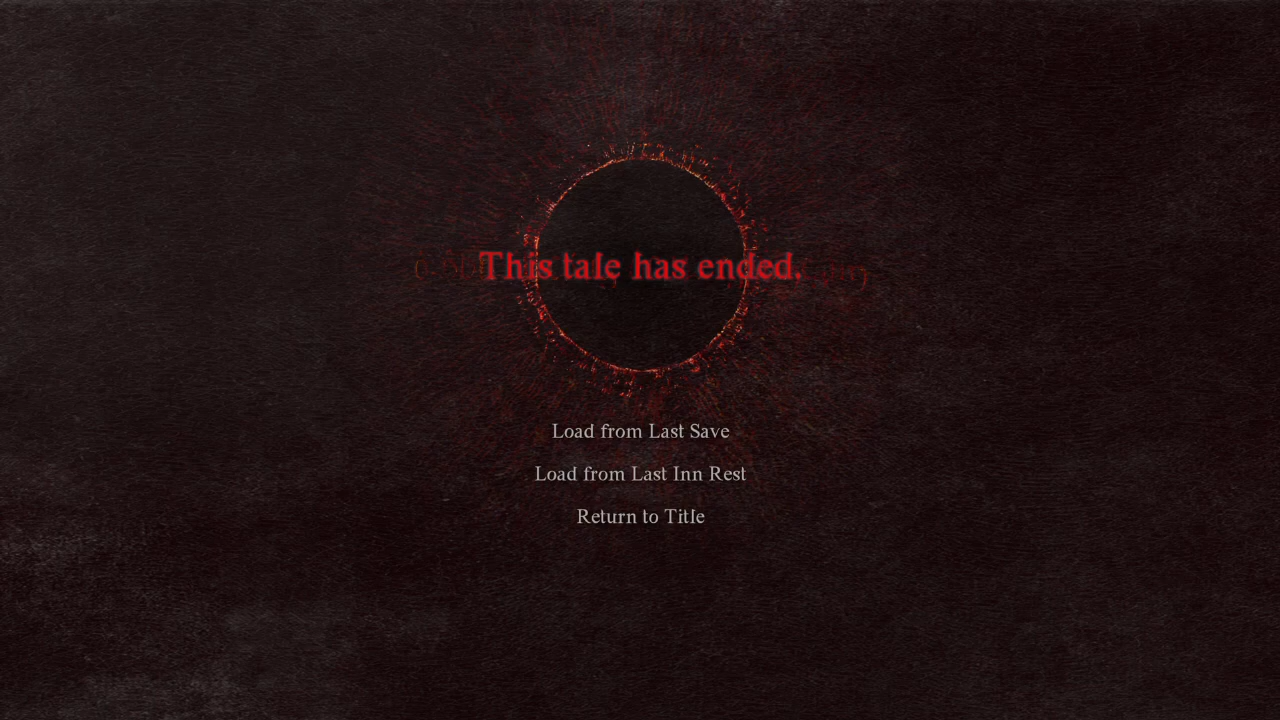 This tale has ended.
Load from Last Save
Load from Last Inn Rest
Return to Title